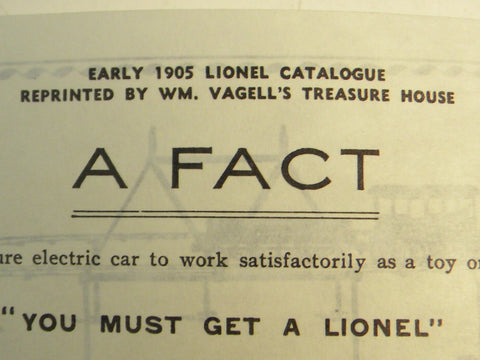 EARLY 1905 LIONEL CATALOGUE
REPRINTED BY WM. VAGELL'S TREASURE HOUSE
A FACT
electric car to work satisfactorily as a toy
"YOU MUST GET A LIONEL"